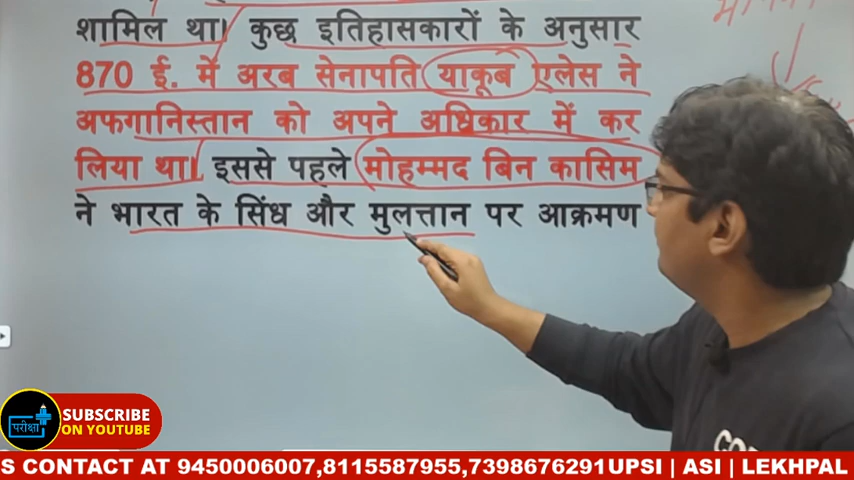 शामिल था। कुछ इतिहासकारों के अनुसार
870 ई. में अरब सेनापति याकूब एलेस ने
अफगानिस्तान को अपने अधिकार में कर
लिया था। इससे पहले मोहम्मद बिन कासिम
ने भारत के सिंध और मुलत्तान पर आक्रमण
परीक्षा
SUBSCRIBE
ON YOUTUBE
S CONTACT AT 9450006007,8115587955,7398676291UPSI | ASI | LEKHPAL